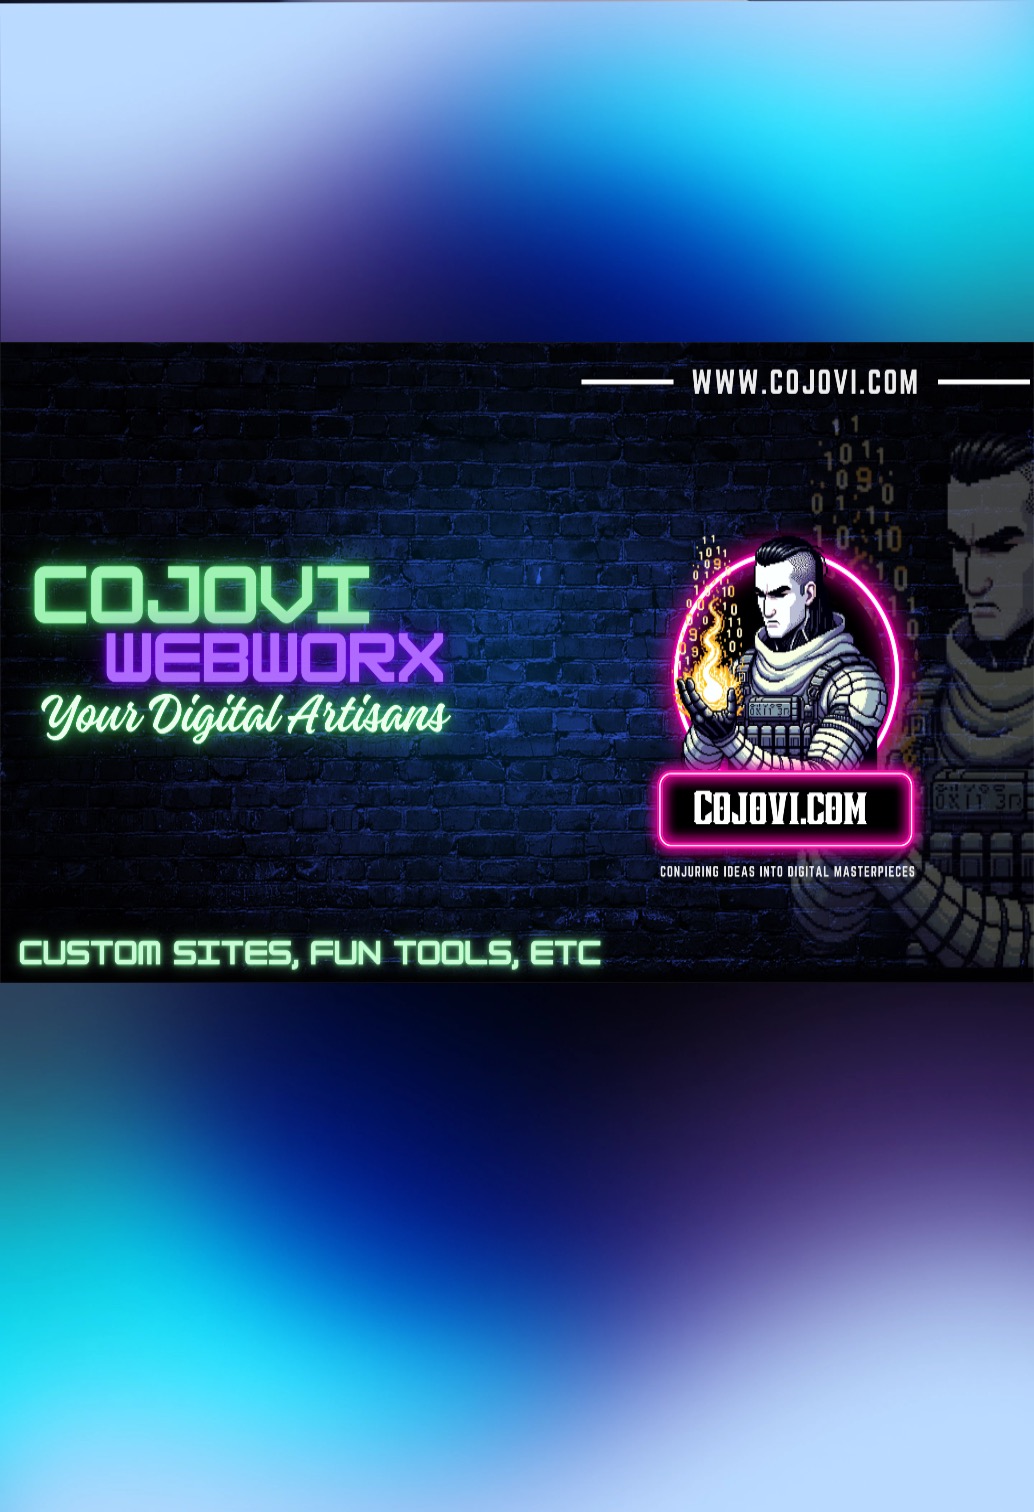 WWW.COJOVI.COM
COJOVI
WEBWORX
Your Digital Artisans
COJOVI.COM
CONJURING IDEAS INTO DIGITAL MASTERPIECES
CUSTOM SITES, FUN TOOLS, ETC